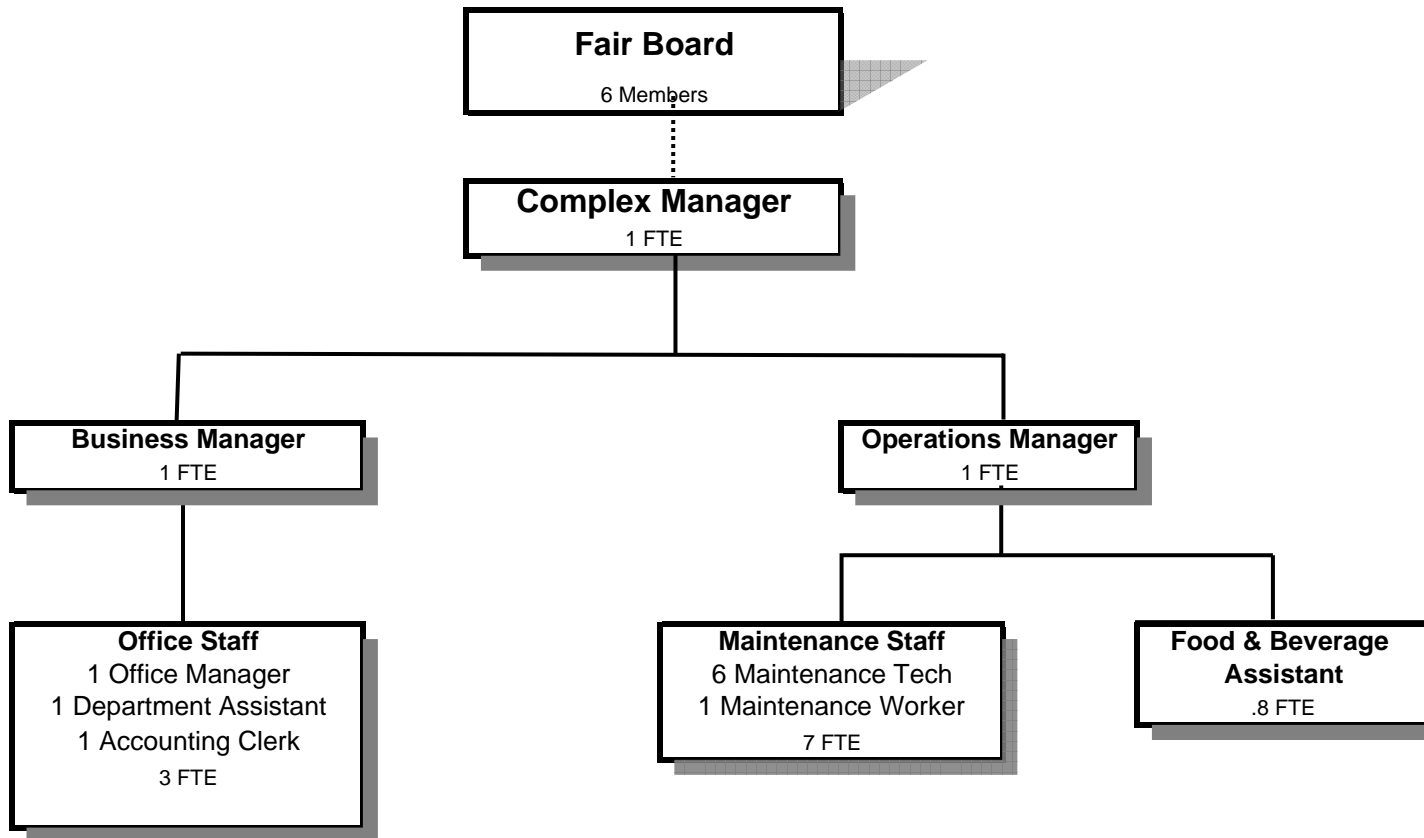 Fair Board
6 Members
Complex Manager
1 FTE
Business Manager
1 FTE
Operations Manager
1 FTE
Office Staff
1 Office Manager
1 Department Assistant
1 Accounting Clerk
3 FTE
Maintenance Staff
6 Maintenance Tech
1 Maintenance Worker
7 FTE
Food & Beverage
Assistant
.8 FTE